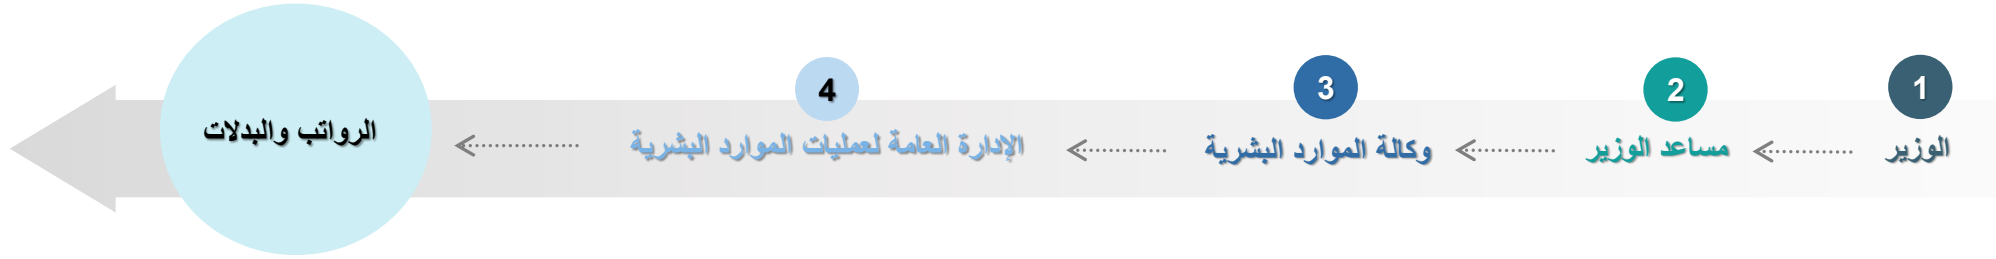 1
الوزير
2
مساعد الوزير
3
وكالة الموارد البشرية
4
الإدارة العامة لعمليات الموارد البشرية
الرواتب والبدلات